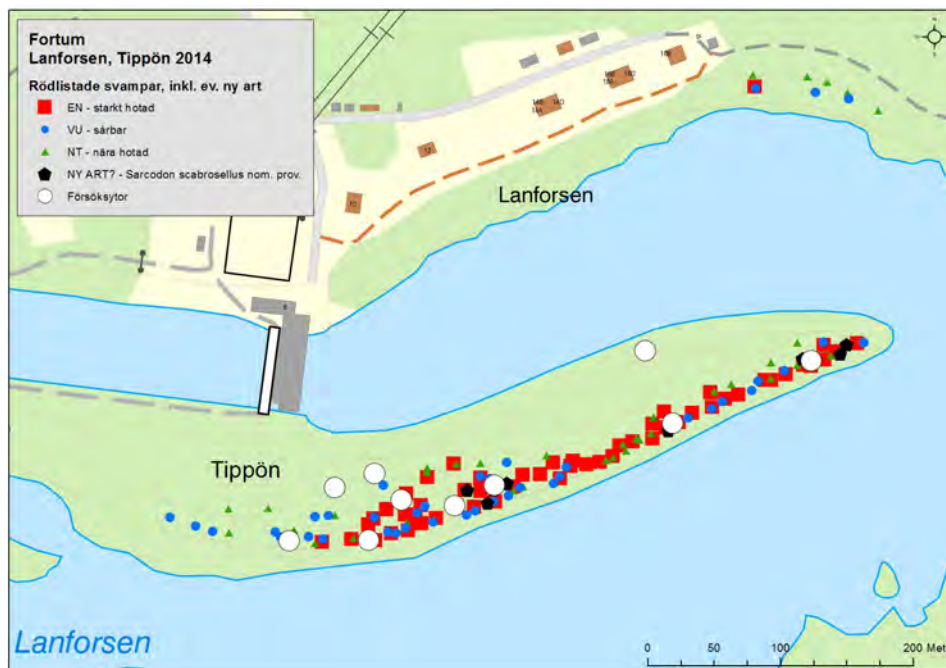 Fortum
Lanforsen, Tippön 2014
Rödlistade svampar, inkl. ev. ny art
EN - starkt hotad
VU - sårbar
NT - nära hotad
NY ART? - Sarcodon scabrosellus nom. prov.
Försöksytor
Lanforsen
Tippön
Lanforsen
0 50 100 200 Met